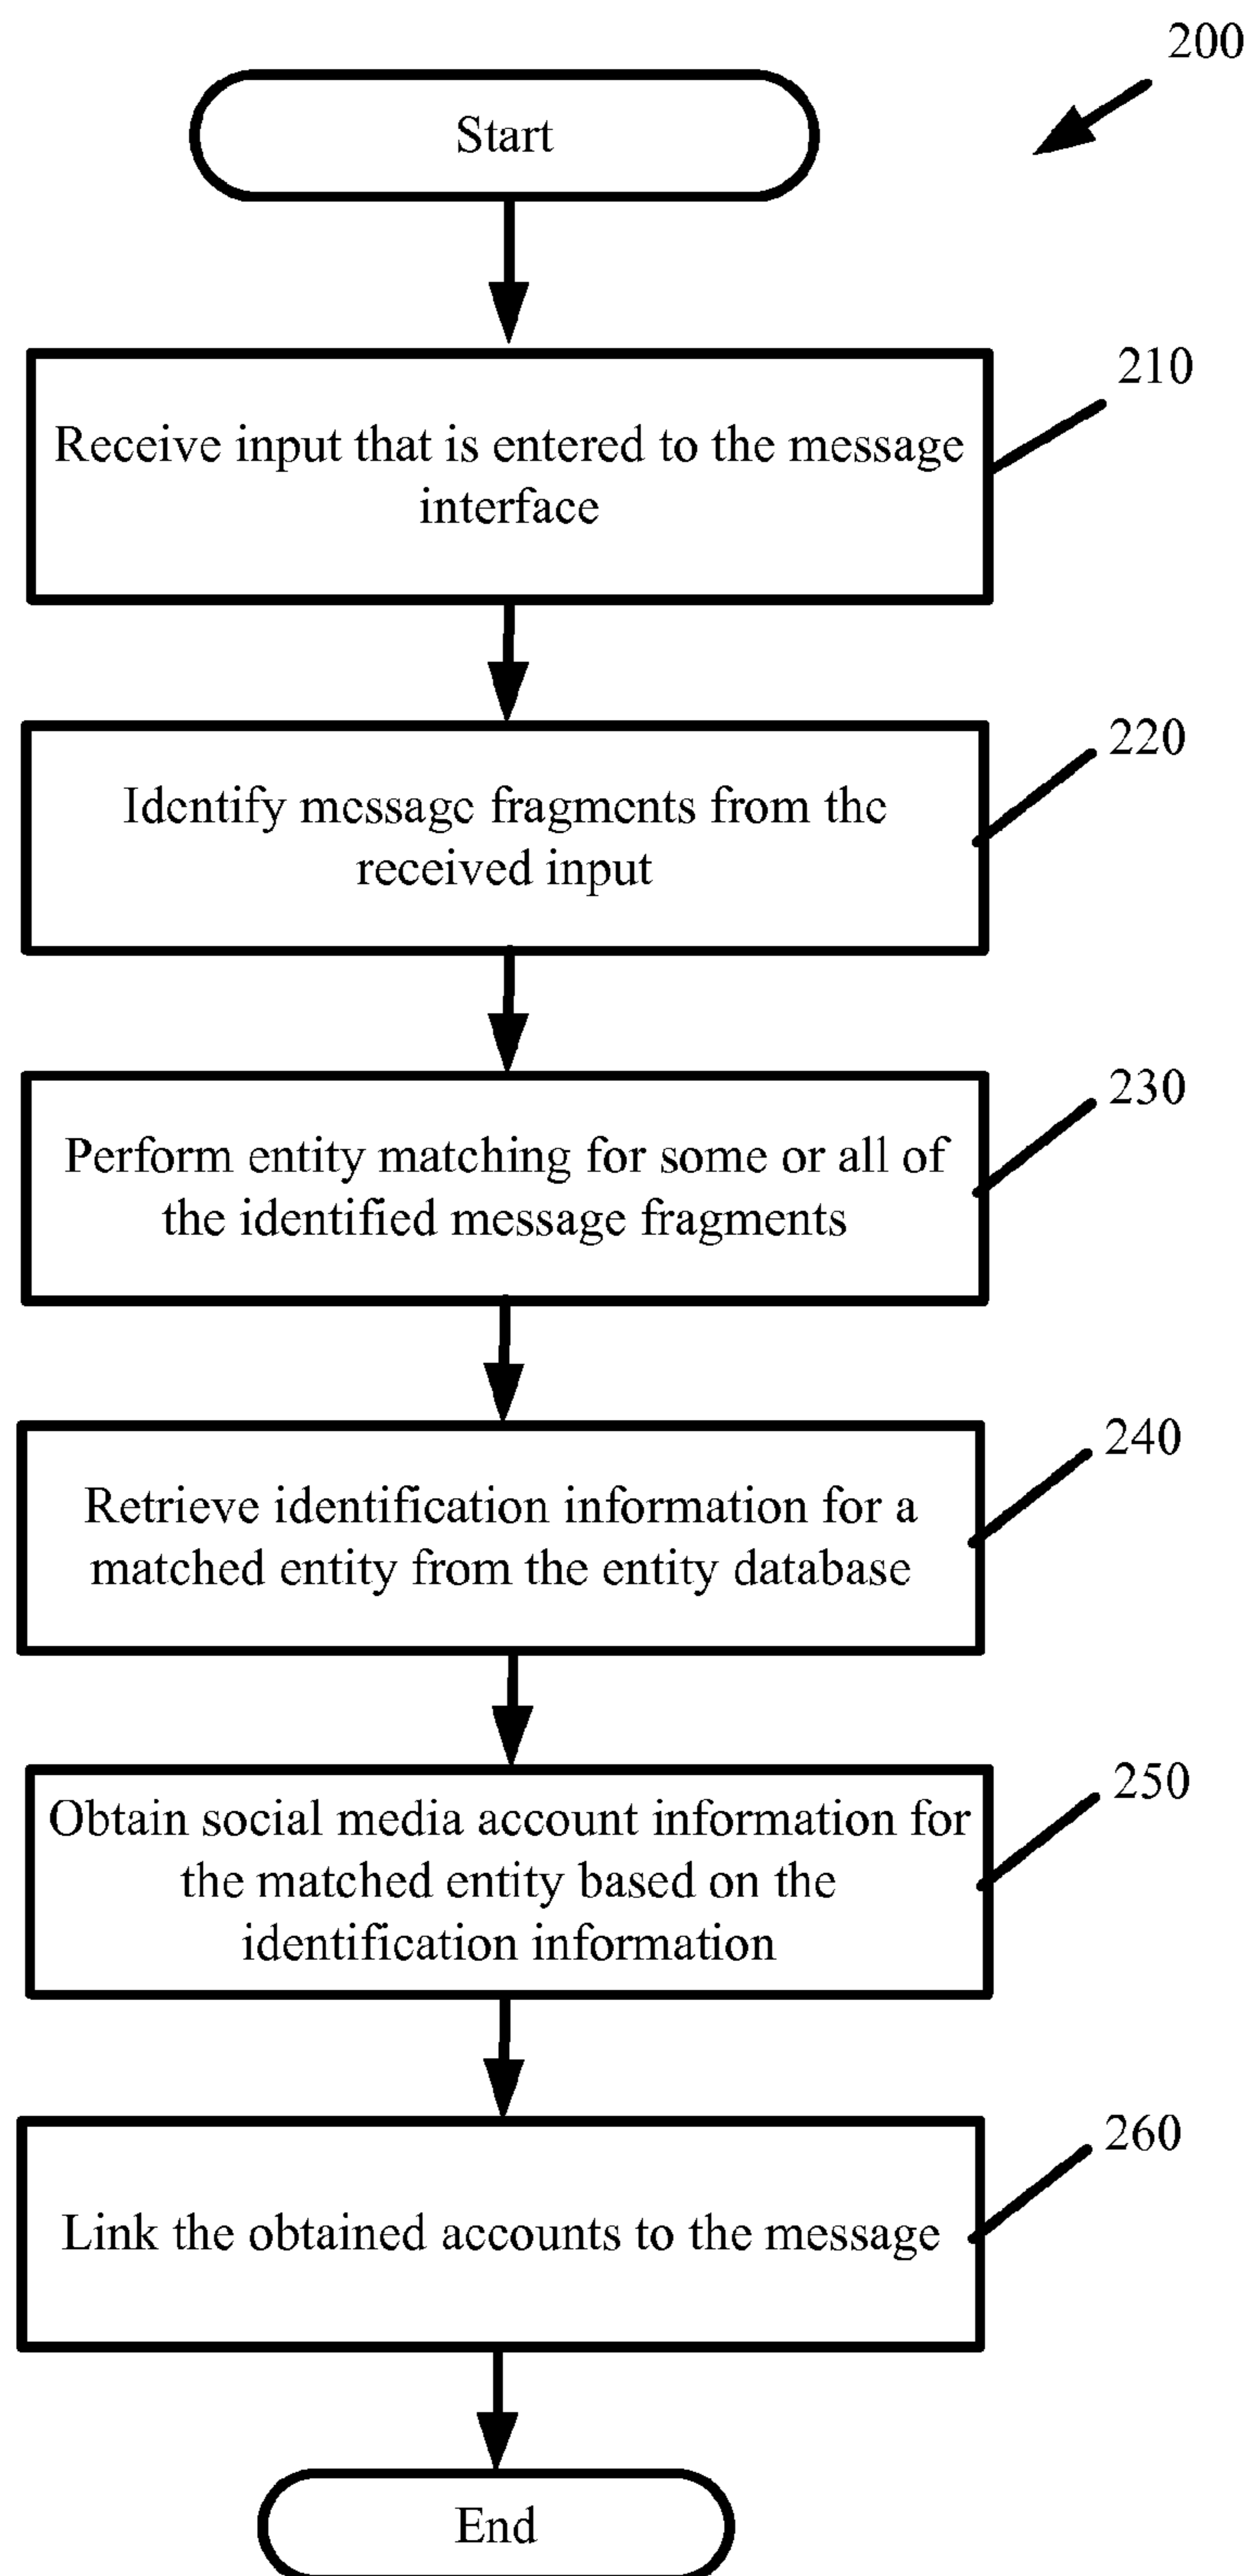 200
Start
210
Receive input that is entered to the message
interface
220
Identify message fragments from the
received input
230
Perform entity matching for some or all of
the identified message fragments
240
Retrieve identification information for a
matched entity from the entity database
250
Obtain social media account information for
the matched entity based on the
identification information
260
Link the obtained accounts to the message
End